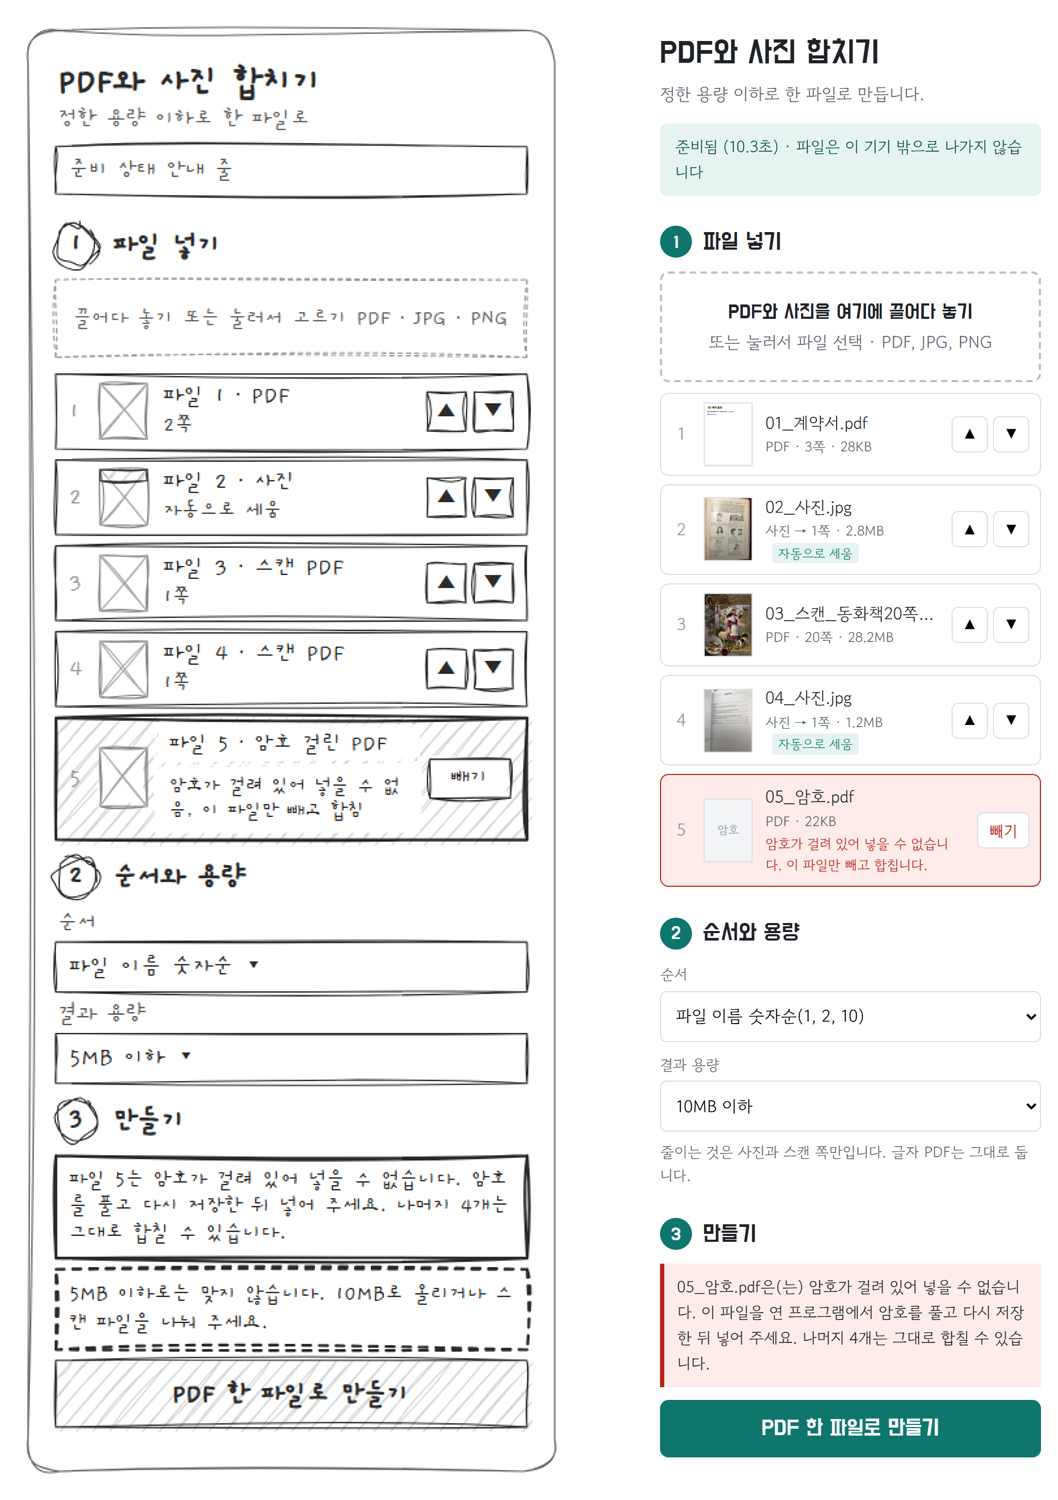 PDF와 사진 합치기
정한 용량 이하로 한 파일로
준비 상태 안내 줄
1 파일 넣기
끌어다 놓기 또는 눌러서 고르기 PDF · JPG · PNG
1
파일 1 · PDF
2쪽
▲ ▼
2
파일 2 · 사진
자동으로 세움
▲ ▼
3
파일 3 · 스캔 PDF
1쪽
▲ ▼
4
파일 4 · 스캔 PDF
1쪽
▲ ▼
5
파일 5 · 암호 걸린 PDF
암호가 걸려 있어 넣을 수 없
음, 이 파일만 빼고 합침
빼기
2 순서와 용량
순서
파일 이름 숫자순 ▼
결과 용량
5MB 이하 ▼
3 만들기
파일 5는 암호가 걸려 있어 넣을 수 없습니다. 암호
를 풀고 다시 저장한 뒤 넣어 주세요. 나머지 4개는
그대로 합칠 수 있습니다.
5MB 이하로는 맞지 않습니다. 10MB로 올리거나 스
캔 파일을 나눠 주세요.
PDF 한 파일로 만들기
PDF와 사진 합치기
정한 용량 이하로 한 파일로 만듭니다.
준비됨 (10.3초) · 파일은 이 기기 밖으로 나가지 않습
니다
1 파일 넣기
PDF와 사진을 여기에 끌어다 놓기
또는 눌러서 파일 선택 · PDF, JPG, PNG
1
01_계약서.pdf
PDF · 3쪽 · 28KB
▲ ▼
2
02_사진.jpg
사진 → 1쪽 · 2.8MB
자동으로 세움
▲ ▼
3
03_스캔_동화책20쪽...
PDF · 20쪽 · 28.2MB
▲ ▼
4
04_사진.jpg
사진 → 1쪽 · 1.2MB
자동으로 세움
▲ ▼
5
암호
05_암호.pdf
PDF · 22KB
암호가 걸려 있어 넣을 수 없습니
다. 이 파일만 빼고 합칩니다.
빼기
2 순서와 용량
순서
파일 이름 숫자순(1, 2, 10)
결과 용량
10MB 이하
줄이는 것은 사진과 스캔 쪽만입니다. 글자 PDF는 그대로 둡
니다.
3 만들기
05_암호.pdf은(는) 암호가 걸려 있어 넣을 수 없습니
다. 이 파일을 연 프로그램에서 암호를 풀고 다시 저장
한 뒤 넣어 주세요. 나머지 4개는 그대로 합칠 수 있습
니다.
PDF 한 파일로 만들기